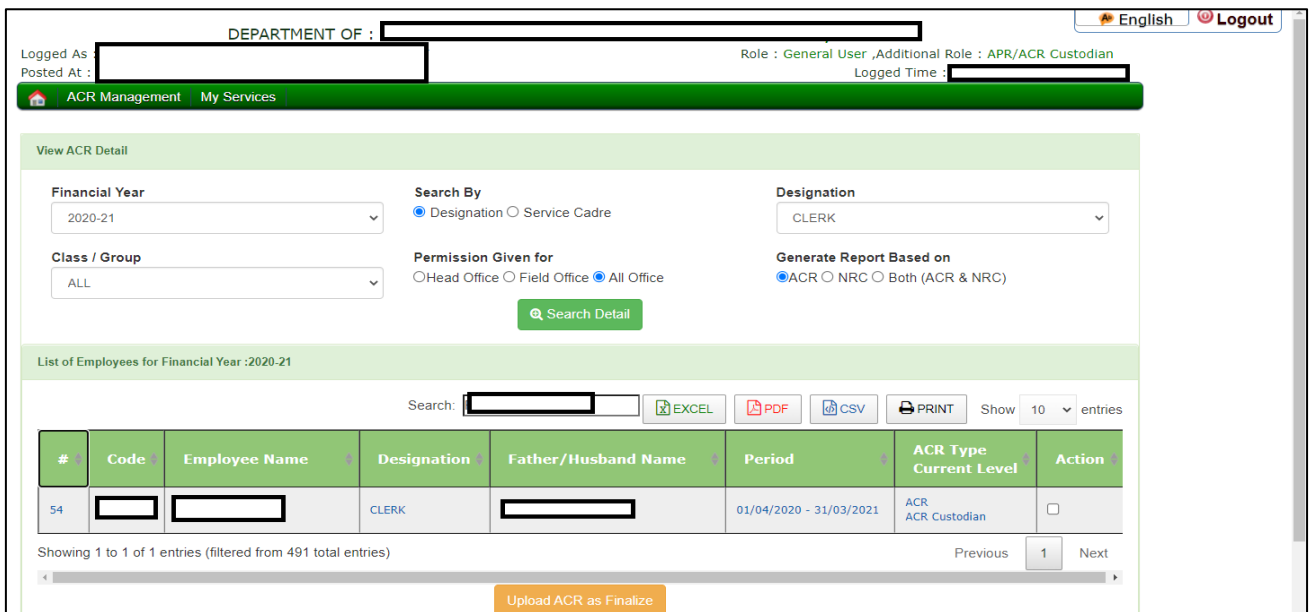 English Logout
DEPARTMENT OF :
Logged As :
Role : General User ,Additional Role : APR/ACR Custodian
Posted At :
Logged Time :
ACR Management My Services
View ACR Detail
Financial Year Search By Designation
2020-21 Designation Service Cadre CLERK
Class / Group Permission Given for Generate Report Based on
ALL Head Office Field Office All Office ACR NRC Both (ACR & NRC)
Search Detail
List of Employees for Financial Year :2020-21
Search: EXCEL PDF CSV PRINT Show 10 entries
# Code Employee Name Designation Father/Husband Name Period ACR Type Action
Current Level
54 CLERK 01/04/2020 - 31/03/2021 ACR
ACR Custodian
Showing 1 to 1 of 1 entries (filtered from 491 total entries) Previous 1 Next
Upload ACR as Finalize